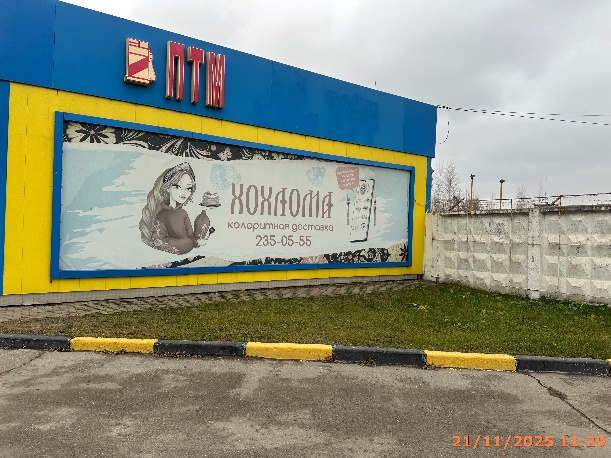 ПТМ
ХОХЛОМА
колоритная доставка
235-05-55
21/11/2025 11:29